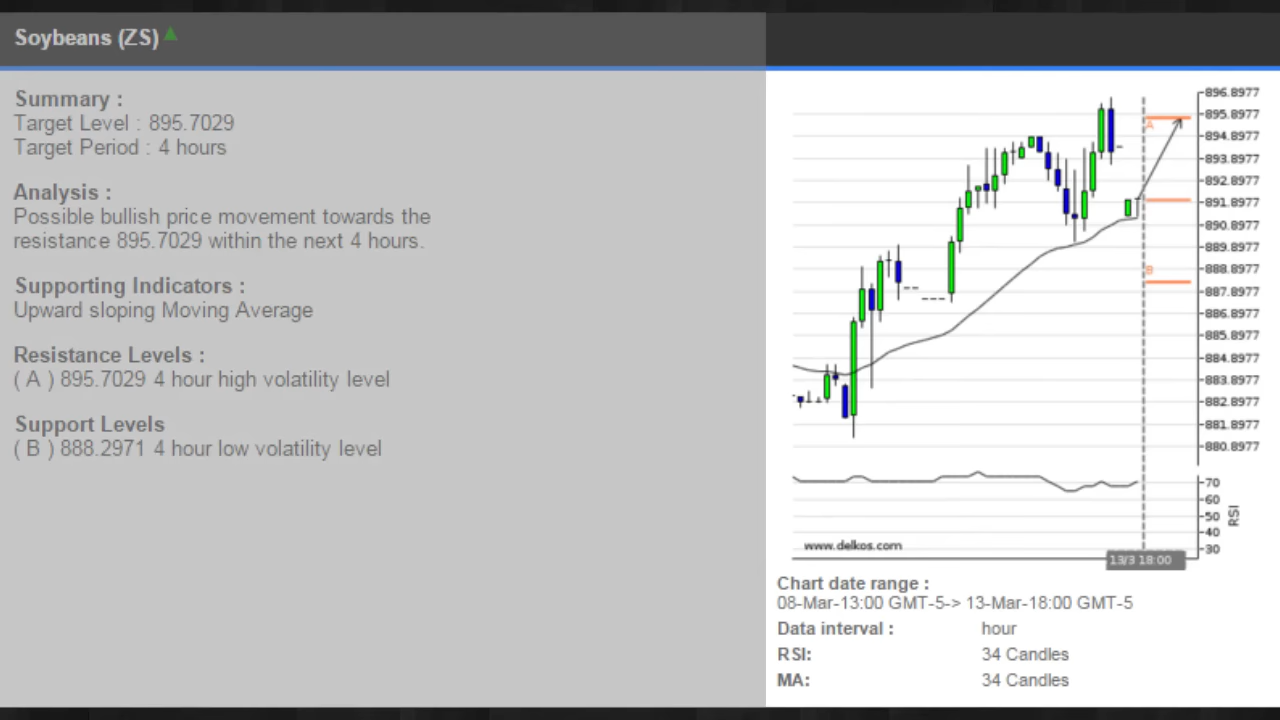 Soybeans (ZS)
Summary :
Target Level : 895.7029
Target Period : 4 hours
Analysis :
Possible bullish price movement towards the
resistance 895.7029 within the next 4 hours.
Supporting Indicators :
Upward sloping Moving Average
Resistance Levels :
( A ) 895.7029 4 hour high volatility level
Support Levels
( B ) 888.2971 4 hour low volatility level
896.8977
895.8977
A
894.8977
893.8977
892.8977
891.8977
890.8977
889.8977
B
888.8977
887.8977
886.8977
885.8977
884.8977
883.8977
882.8977
881.8977
880.8977
70
60
50
40
30
RSI
www.delkos.com
13/3 18:00
Chart date range :
08-Mar-13:00 GMT-5-> 13-Mar-18:00 GMT-5
Data interval : hour
RSI: 34 Candles
MA: 34 Candles